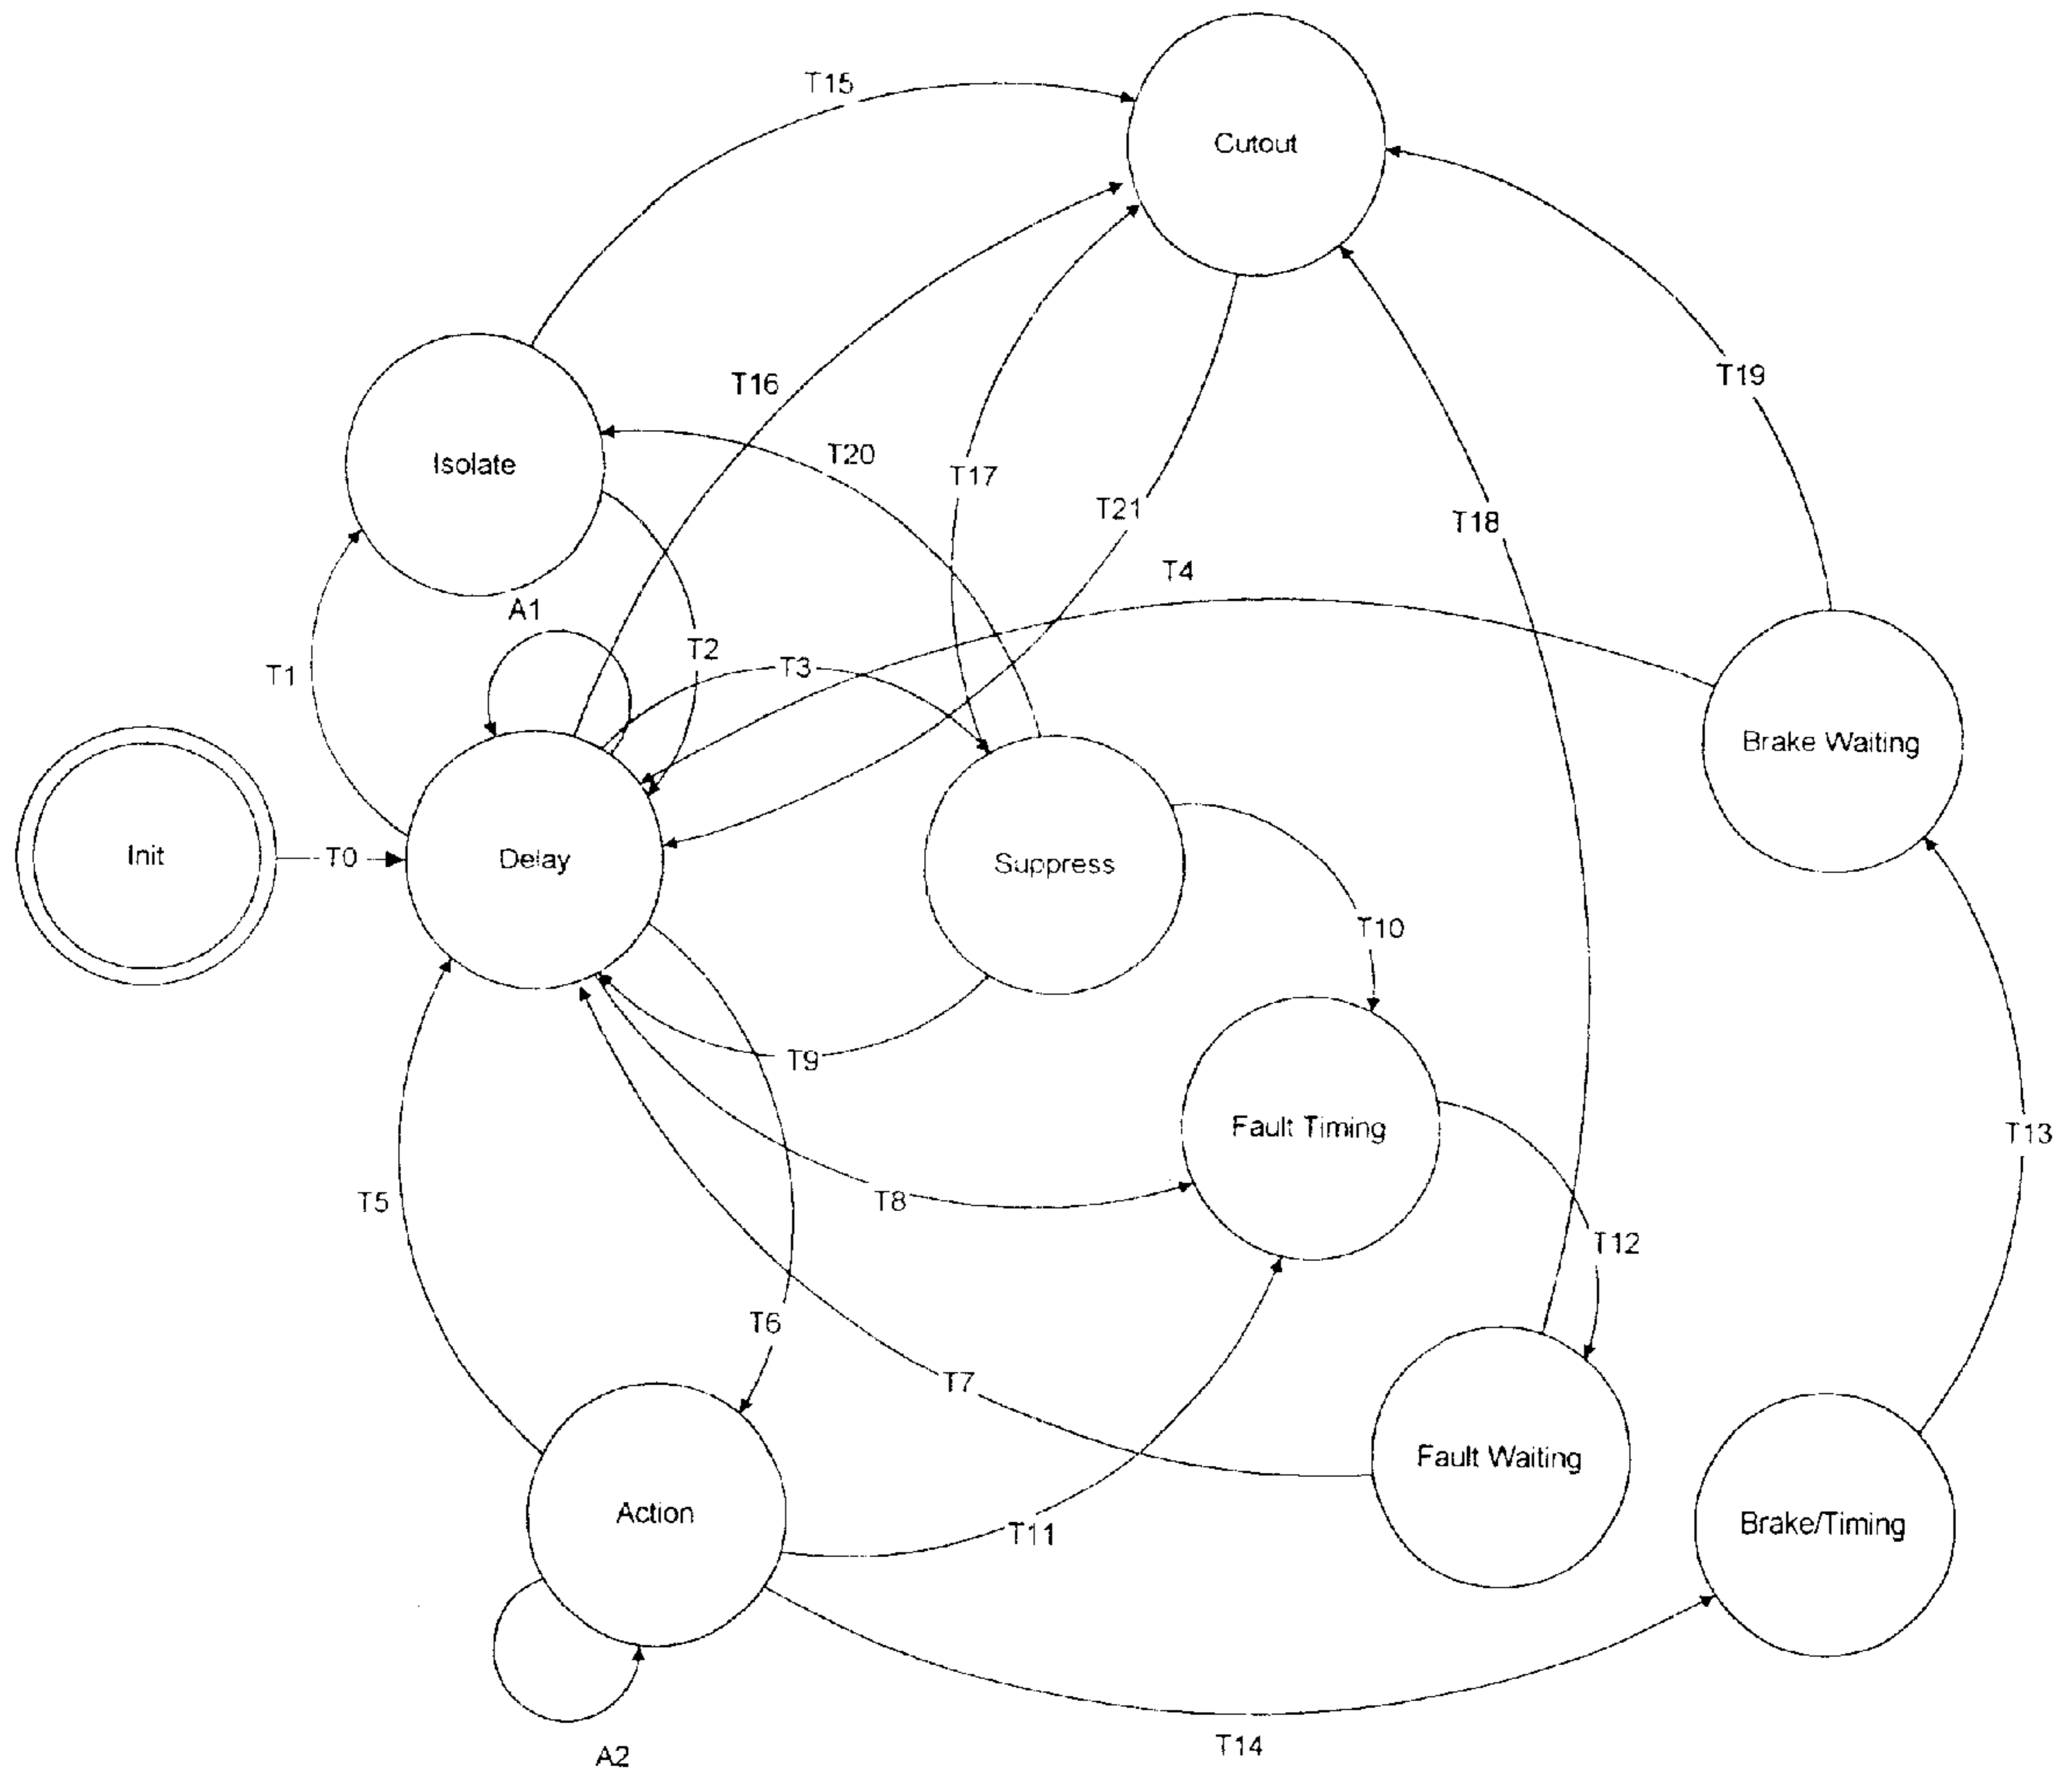 T15
Cutout
T16
T19
T20
Isolate
T17
T21
T18
T4
A1
T2
T3
T1
Brake Waiting
Init
T0
Delay
Suppress
T10
T9
Fault Timing
T13
T8
T5
T12
T6
T7
Fault Waiting
Action
T11
Brake/Timing
T14
A2